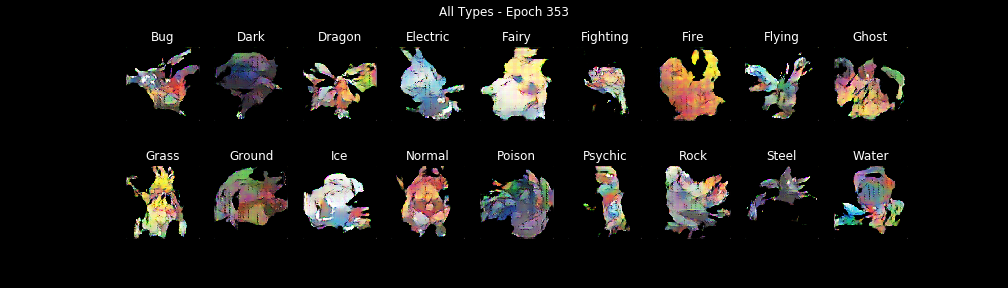 All Types - Epoch 353
Bug Dark Dragon Electric Fairy Fighting Fire Flying Ghost
Grass Ground Ice Normal Poison Psychic Rock Steel Water